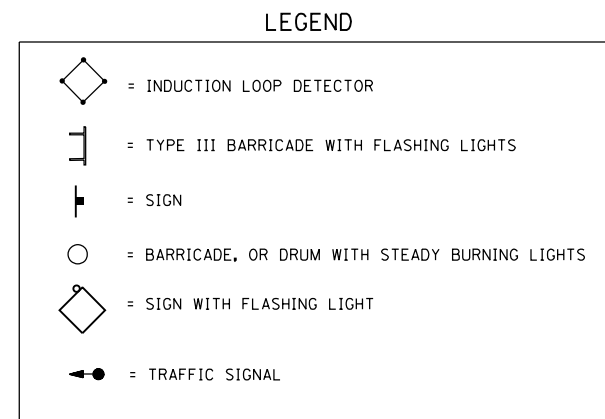 LEGEND
= INDUCTION LOOP DETECTOR
= TYPE III BARRICADE WITH FLASHING LIGHTS
= SIGN
= BARRICADE, OR DRUM WITH STEADY BURNING LIGHTS
= SIGN WITH FLASHING LIGHT
= TRAFFIC SIGNAL